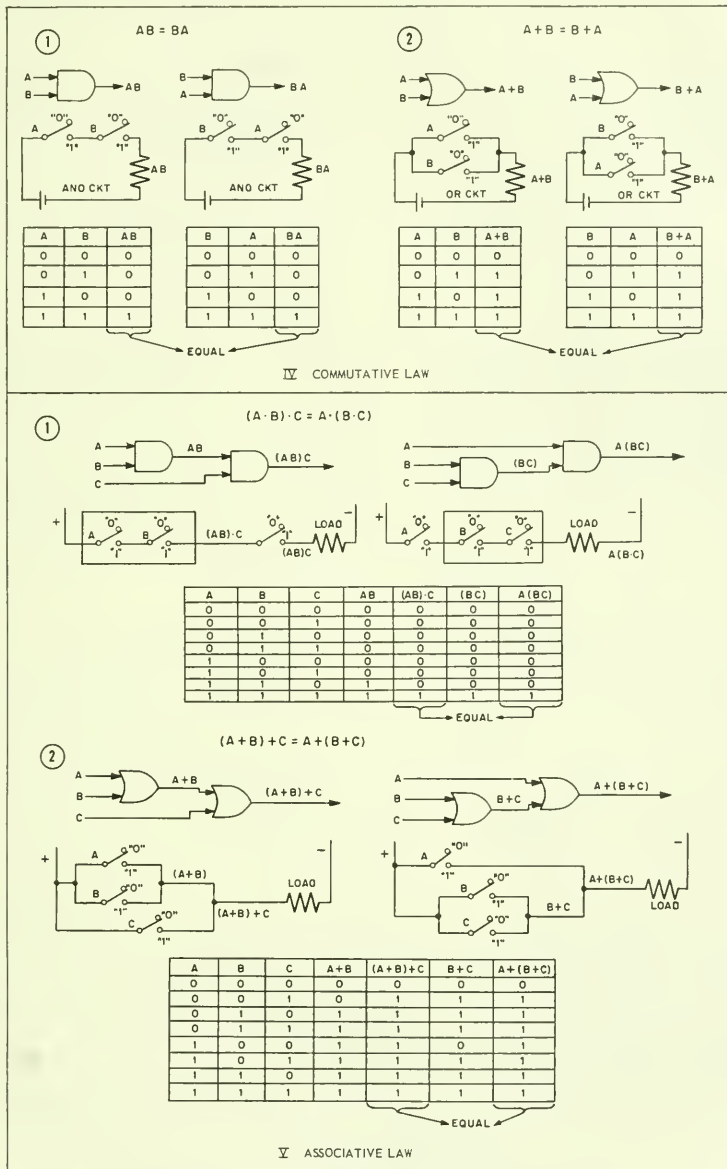 1
AB = BA
2
A+B = B+A
A
B
AB
B
A
BA
A
B
A+B
B
A
B+A
A "0" "1" B "0" "1" AB
ANO CKT
B "0" "1" A "0" "1" BA
ANO CKT
A "0" "1"
B "0" "1"
A+B
OR CKT
B "0" "1"
A "0" "1"
B+A
OR CKT
A B AB
0 0 0
0 1 0
1 0 0
1 1 1
B A BA
0 0 0
0 1 0
1 0 0
1 1 1
EQUAL
A B A+B
0 0 0
0 1 1
1 0 1
1 1 1
B A B+A
0 0 0
0 1 1
1 0 1
1 1 1
EQUAL
IV COMMUTATIVE LAW
1
(A·B)·C = A·(B·C)
A
B
C
AB
(AB)C
A
B
C
(BC)
A(BC)
+ A "0" "1" B "0" "1" (AB)·C "0" "1" (AB)C LOAD −
+ A "0" "1" B "0" "1" C "0" "1" LOAD A(B·C) −
A B C AB (AB)·C (BC) A(BC)
0 0 0 0 0 0 0
0 0 1 0 0 0 0
0 1 0 0 0 0 0
0 1 1 0 0 0 0
1 0 0 0 0 0 0
1 0 1 0 0 0 0
1 1 0 1 0 0 0
1 1 1 1 1 1 1
EQUAL
2
(A+B)+C = A+(B+C)
A
B
C
A+B
(A+B)+C
A
B
C
B+C
A+(B+C)
+ A "0" "1"
B "0" "1"
(A+B)
C "0" "1"
(A+B)+C
LOAD
−
+ A "0" "1"
B "0" "1"
C "0" "1"
B+C
A+(B+C)
LOAD
−
A B C A+B (A+B)+C B+C A+(B+C)
0 0 0 0 0 0 0
0 0 1 0 1 1 1
0 1 0 1 1 1 1
0 1 1 1 1 1 1
1 0 0 1 1 0 1
1 0 1 1 1 1 1
1 1 0 1 1 1 1
1 1 1 1 1 1 1
EQUAL
V ASSOCIATIVE LAW